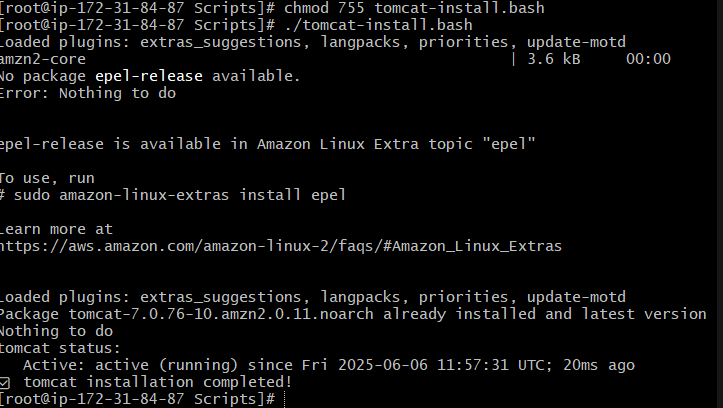 [root@ip-172-31-84-87 Scripts]# chmod 755 tomcat-install.bash
[root@ip-172-31-84-87 Scripts]# ./tomcat-install.bash
Loaded plugins: extras_suggestions, langpacks, priorities, update-motd
amzn2-core | 3.6 kB 00:00
No package epel-release available.
Error: Nothing to do
epel-release is available in Amazon Linux Extra topic "epel"
To use, run
# sudo amazon-linux-extras install epel
Learn more at
https://aws.amazon.com/amazon-linux-2/faqs/#Amazon_Linux_Extras
Loaded plugins: extras_suggestions, langpacks, priorities, update-motd
Package tomcat-7.0.76-10.amzn2.0.11.noarch already installed and latest version
Nothing to do
tomcat status:
Active: active (running) since Fri 2025-06-06 11:57:31 UTC; 20ms ago
☑ tomcat installation completed!
[root@ip-172-31-84-87 Scripts]#